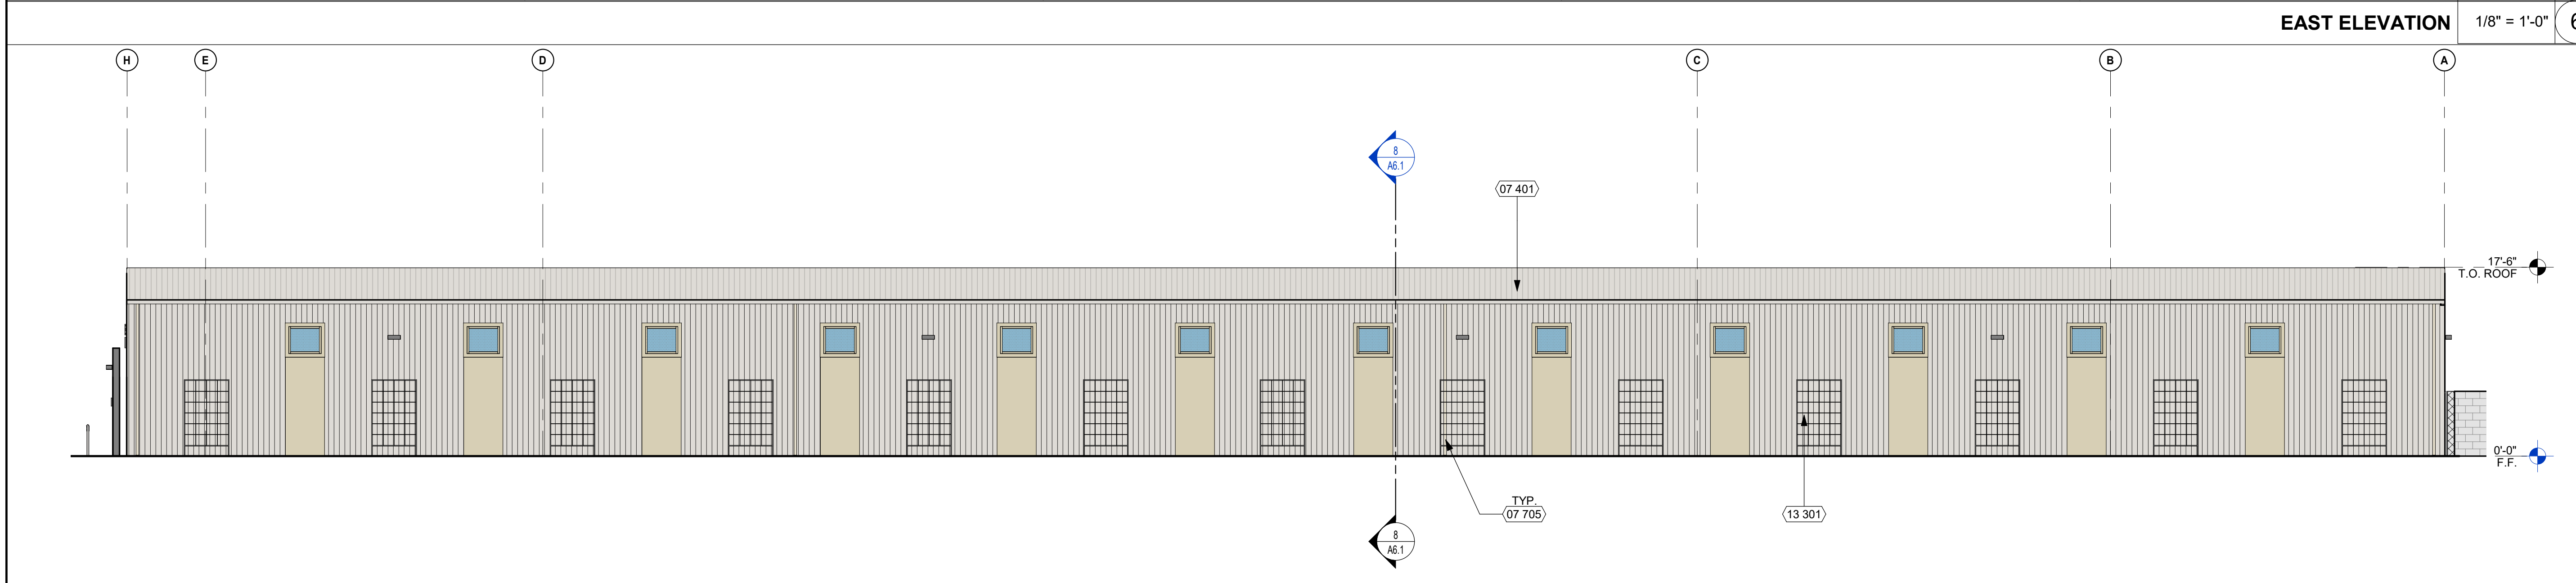 EAST ELEVATION
1/8" = 1'-0"
6
H
E
D
C
B
A
8
A6.1
07 401
17'-6"
T.O. ROOF
0'-0"
F.F.
TYP.
07 705
13 301
8
A6.1